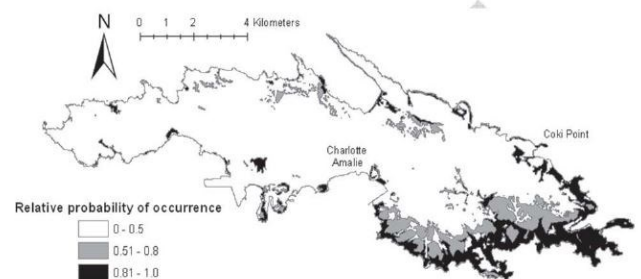 N
0 1 2 4 Kilometers
Coki Point
Charlotte
Amalie
Relative probability of occurrence
0 - 0.5
0.51 - 0.8
0.81 - 1.0